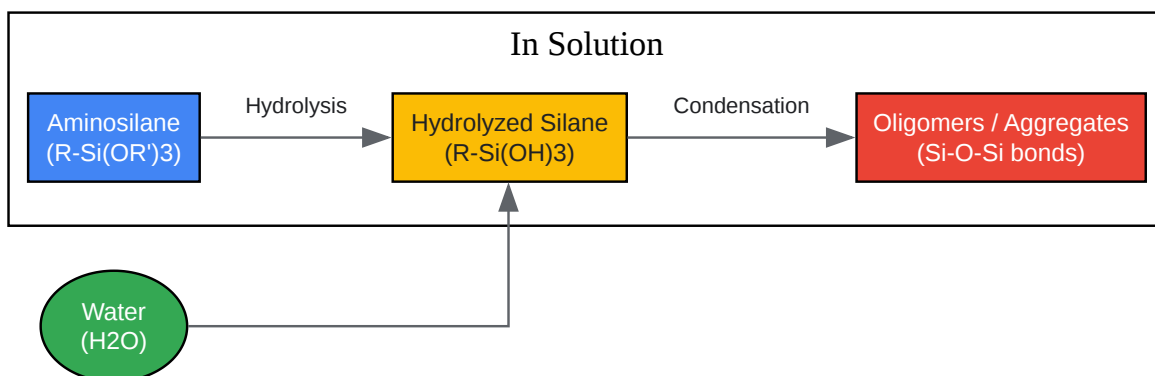 In Solution
Aminosilane
(R-Si(OR')3)
Hydrolysis
Hydrolyzed Silane
(R-Si(OH)3)
Condensation
Oligomers / Aggregates
(Si-O-Si bonds)
Water
(H2O)